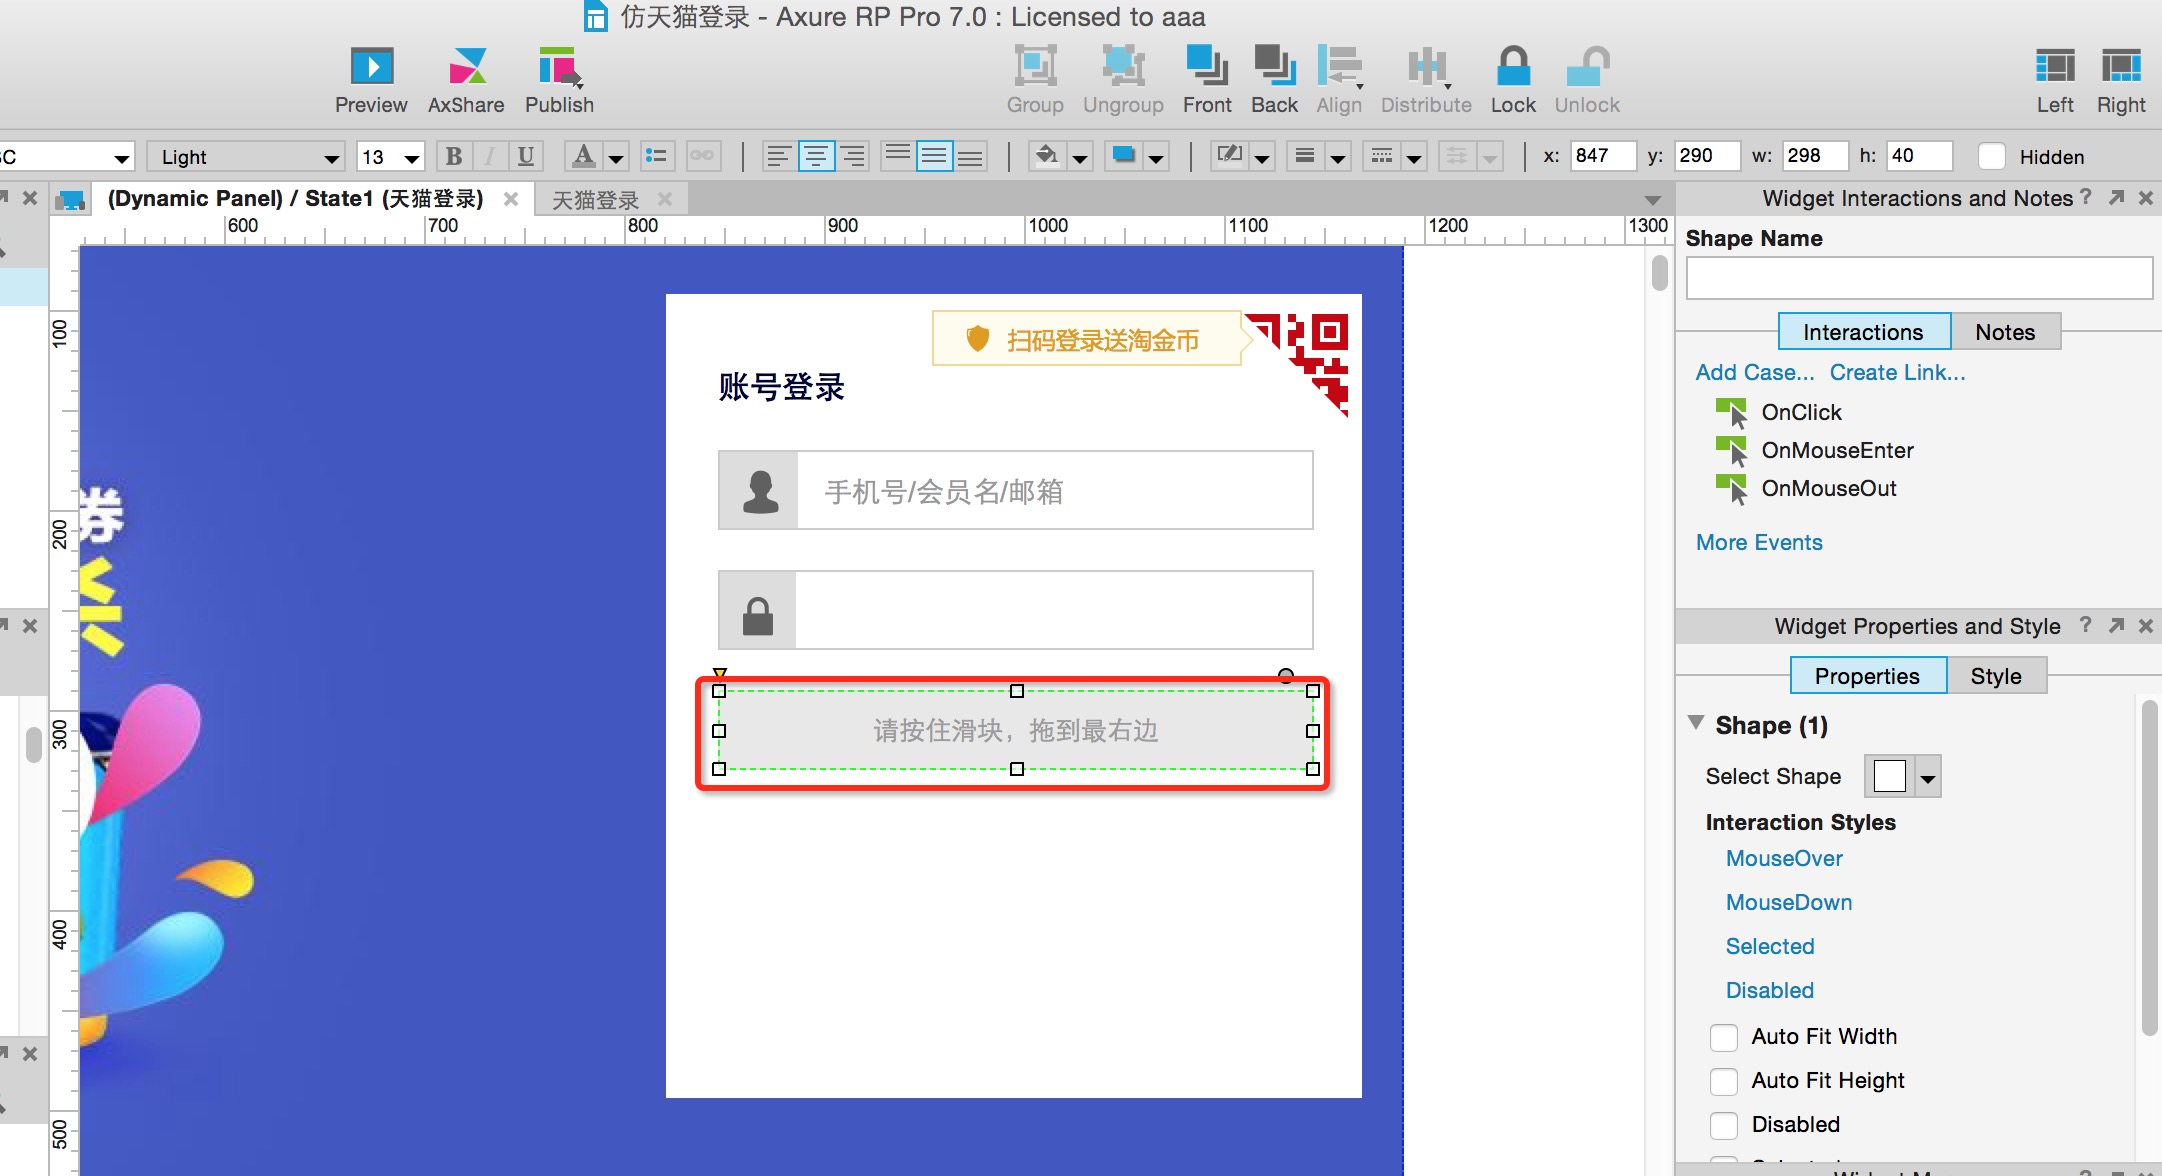 仿天猫登录 - Axure RP Pro 7.0 : Licensed to aaa
Preview AxShare Publish Group Ungroup Front Back Align Distribute Lock Unlock Left Right
C Light 13 B I U A x: 847 y: 290 w: 298 h: 40 Hidden
(Dynamic Panel) / State1 (天猫登录) 天猫登录
Widget Interactions and Notes ?
600 700 800 900 1000 1100 1200 1300
Shape Name
Interactions Notes
Add Case... Create Link...
OnClick
OnMouseEnter
OnMouseOut
More Events
100
200
300
400
500
券
扫码登录送淘金币
账号登录
手机号/会员名/邮箱
请按住滑块，拖到最右边
Widget Properties and Style ?
Properties Style
Shape (1)
Select Shape
Interaction Styles
MouseOver
MouseDown
Selected
Disabled
Auto Fit Width
Auto Fit Height
Disabled